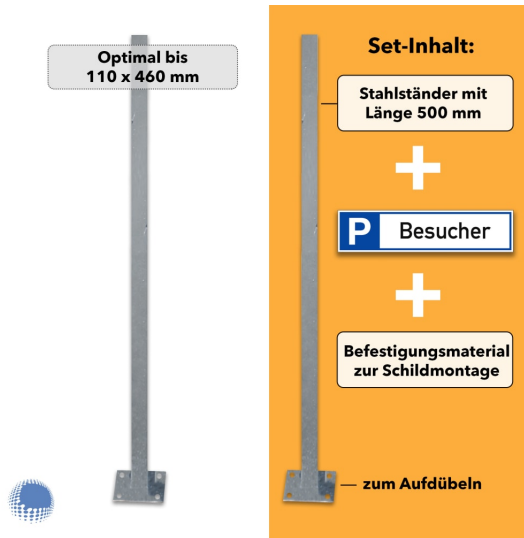 Optimal bis
110 x 460 mm
Set-Inhalt:
Stahlständer mit
Länge 500 mm
P Besucher
Befestigungsmaterial
zur Schildmontage
zum Aufdübeln